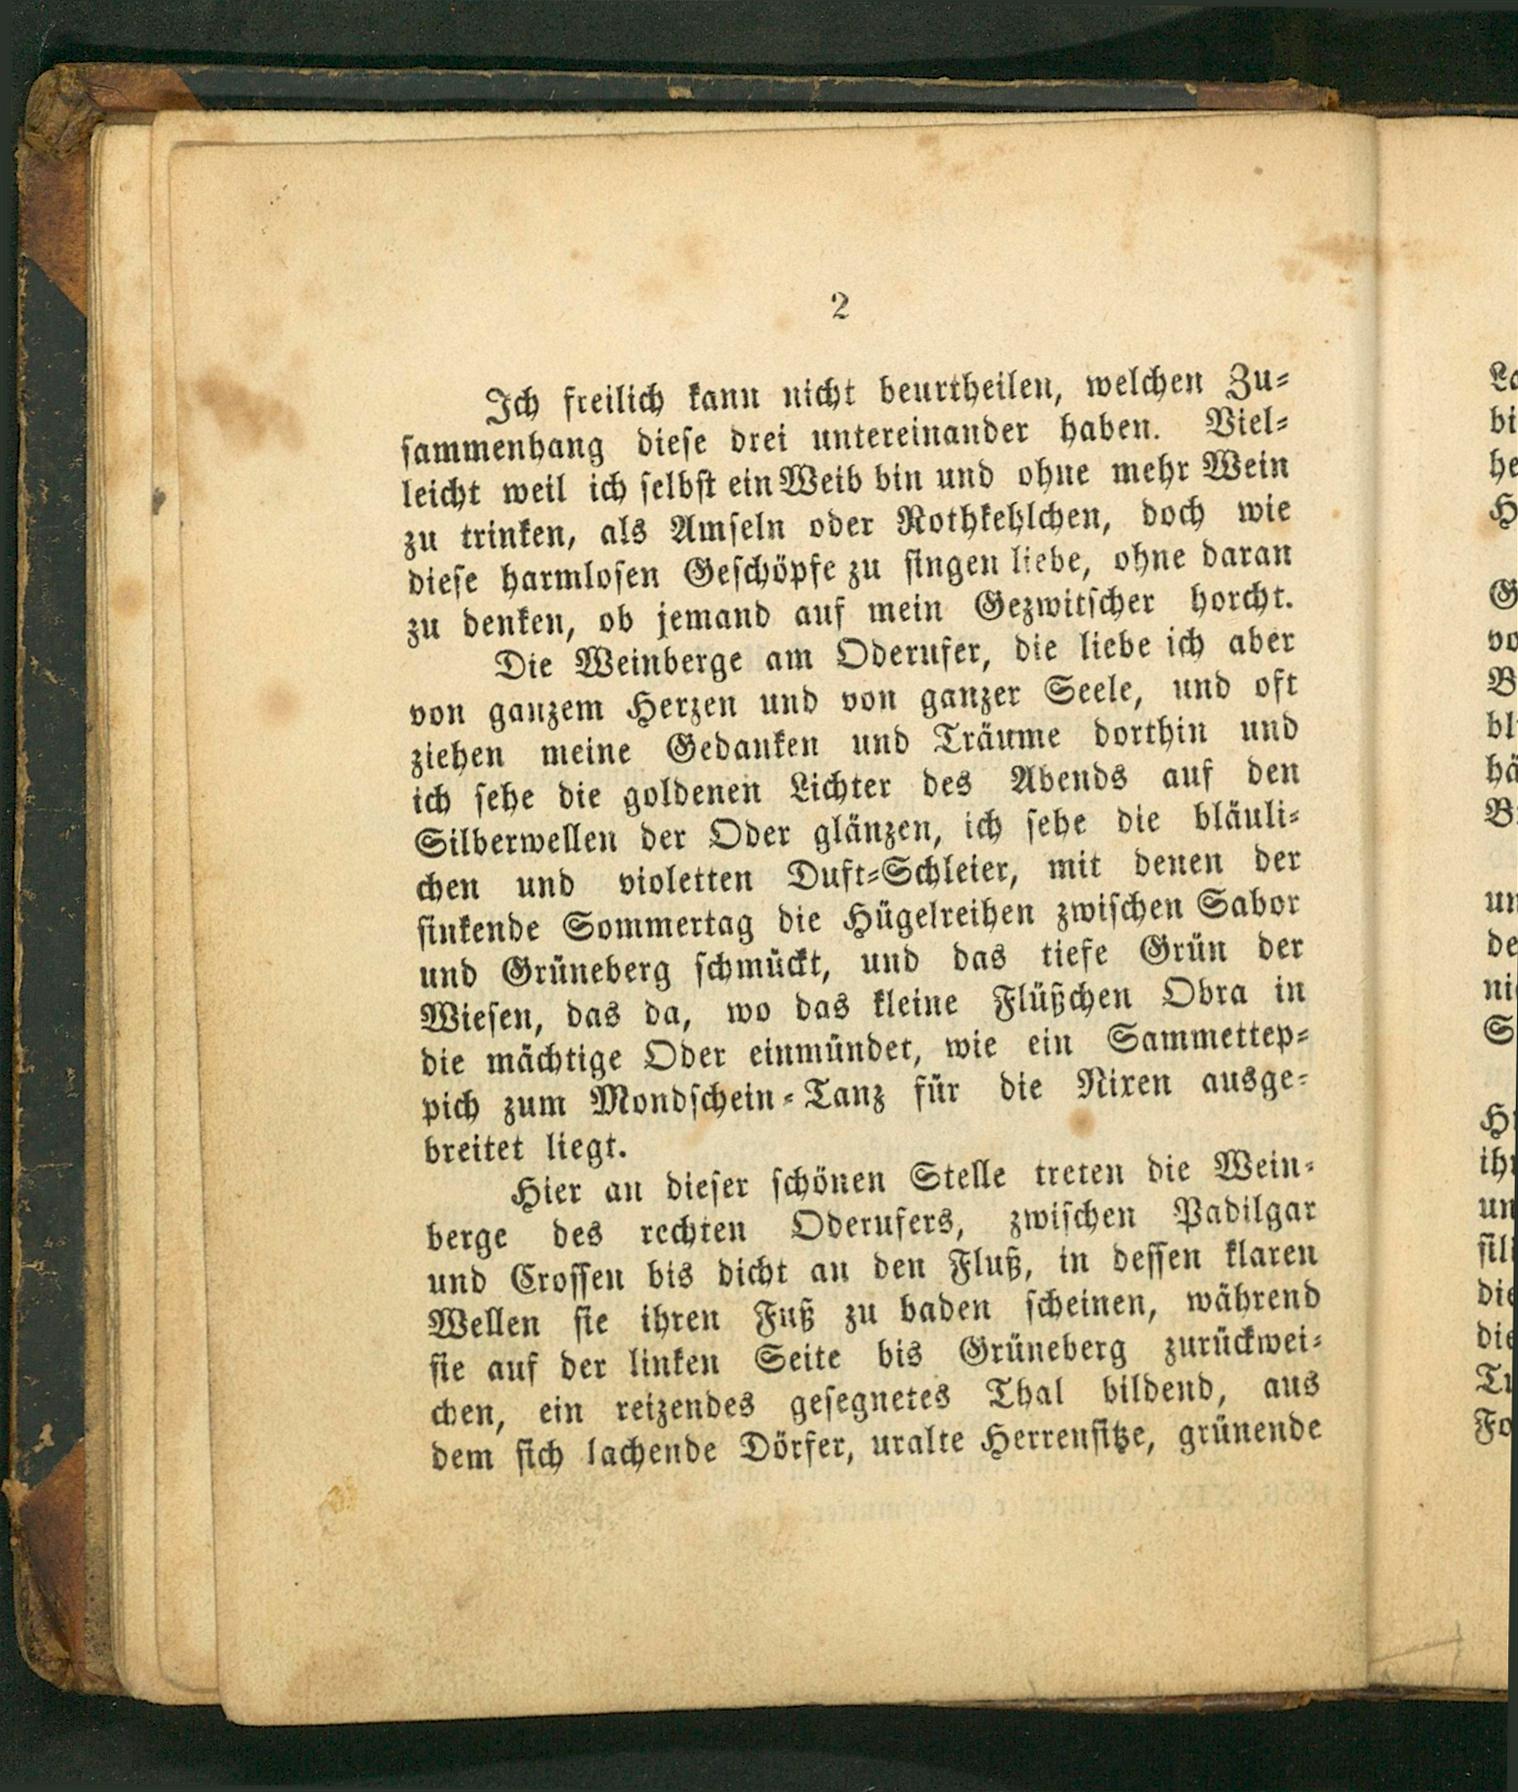 2
Ich freilich kann nicht beurtheilen, welchen Zu-
sammenhang diese drei untereinander haben. Viel-
leicht weil ich selbst ein Weib bin und ohne mehr Wein
zu trinken, als Amseln oder Rothkehlchen, doch wie
diese harmlosen Geschöpfe zu singen liebe, ohne daran
zu denken, ob jemand auf mein Gezwitscher horcht.
Die Weinberge am Oderufer, die liebe ich aber
von ganzem Herzen und von ganzer Seele, und oft
ziehen meine Gedanken und Träume dorthin und
ich sehe die goldenen Lichter des Abends auf den
Silberwellen der Oder glänzen, ich sehe die bläuli-
chen und violetten Duft-Schleier, mit denen der
sinkende Sommertag die Hügelreihen zwischen Sabor
und Grüneberg schmückt, und das tiefe Grün der
Wiesen, das da, wo das kleine Flüßchen Obra in
die mächtige Oder einmündet, wie ein Sammettep-
pich zum Mondschein-Tanz für die Nixen ausge-
breitet liegt.
Hier an dieser schönen Stelle treten die Wein-
berge des rechten Oderufers, zwischen Padilgar
und Crossen bis dicht an den Fluß, in dessen klaren
Wellen sie ihren Fuß zu baden scheinen, während
sie auf der linken Seite bis Grüneberg zurückwei-
chen, ein reizendes gesegnetes Thal bildend, aus
dem sich lachende Dörfer, uralte Herrensitze, grünende